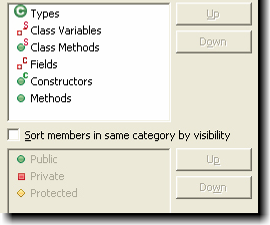 Types
Class Variables
Class Methods
Fields
Constructors
Methods
Up
Down
Sort members in same category by visibility
Public
Private
Protected
Up
Down